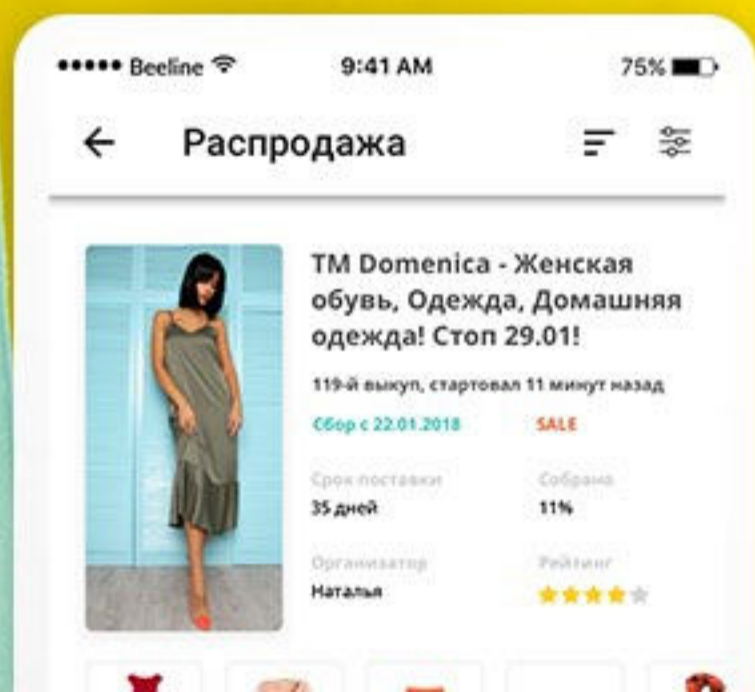 Beeline 9:41 AM 75%
Распродажа
TM Domenica - Женская
обувь, Одежда, Домашняя
одежда! Стоп 29.01!
119-й выкуп, стартовал 11 минут назад
Сбор с 22.01.2018 SALE
Срок поставки Собрано
35 дней 11%
Организатор Рейтинг
Наталья